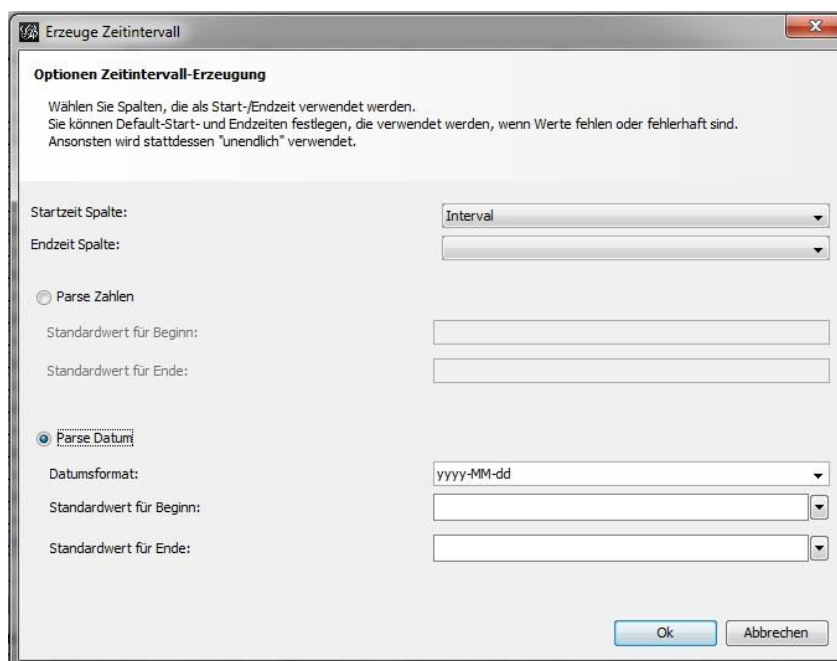 Erzeuge Zeitintervall
Optionen Zeitintervall-Erzeugung
Wählen Sie Spalten, die als Start-/Endzeit verwendet werden.
Sie können Default-Start- und Endzeiten festlegen, die verwendet werden, wenn Werte fehlen oder fehlerhaft sind.
Ansonsten wird stattdessen "unendlich" verwendet.
Startzeit Spalte: Interval
Endzeit Spalte:
Parse Zahlen
Standardwert für Beginn:
Standardwert für Ende:
Parse Datum
Datumsformat: yyyy-MM-dd
Standardwert für Beginn:
Standardwert für Ende:
Ok Abbrechen